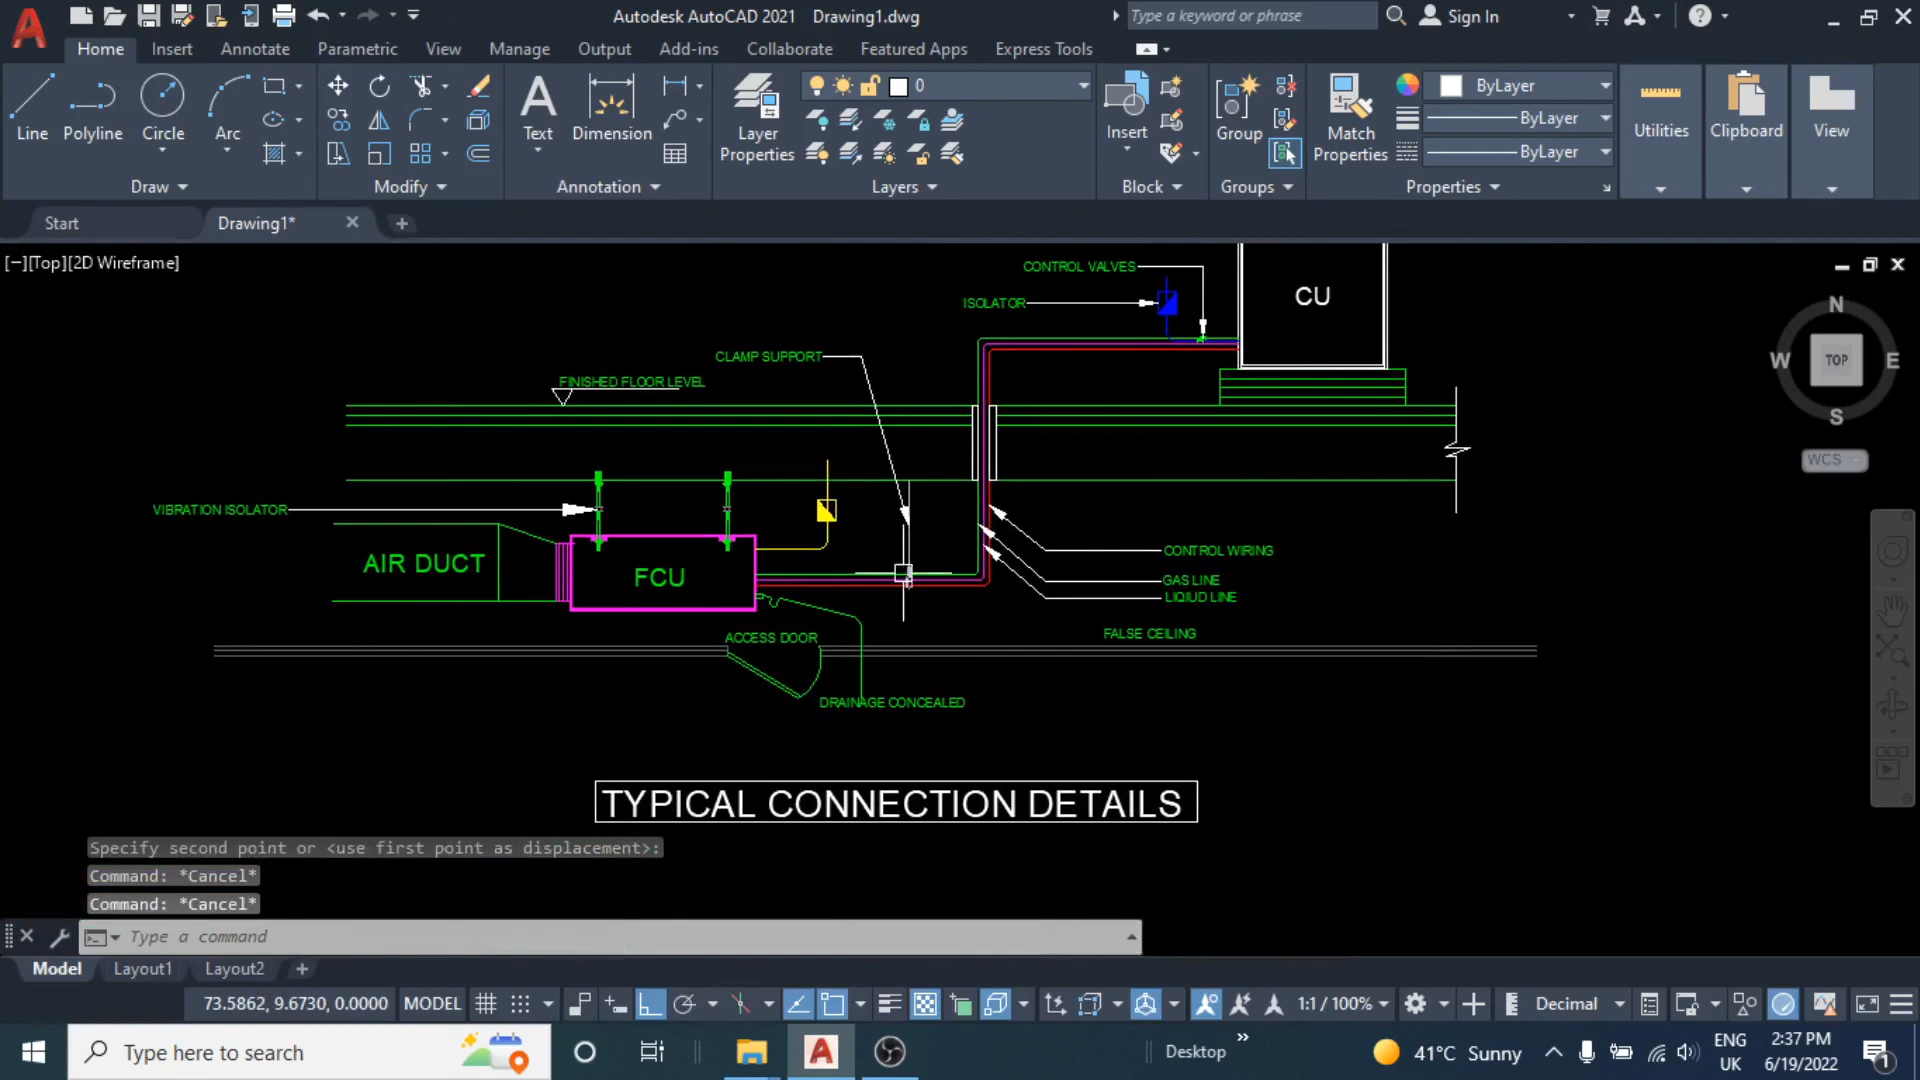 Autodesk AutoCAD 2021 Drawing1.dwg
Type a keyword or phrase
Sign In
Home Insert Annotate Parametric View Manage Output Add-ins Collaborate Featured Apps Express Tools
Line Polyline Circle Arc
Text Dimension
Layer Properties
0
Insert
Group
Match Properties
ByLayer
ByLayer
ByLayer
Utilities Clipboard View
Draw Modify Annotation Layers Block Groups Properties
Start Drawing1*
[−][Top][2D Wireframe]
N
W TOP E
S
WCS
CONTROL VALVES
ISOLATOR
CU
CLAMP SUPPORT
FINISHED FLOOR LEVEL
VIBRATION ISOLATOR
AIR DUCT
FCU
CONTROL WIRING
GAS LINE
LIQIUD LINE
ACCESS DOOR
FALSE CEILING
DRAINAGE CONCEALED
TYPICAL CONNECTION DETAILS
Specify second point or <use first point as displacement>:
Command: *Cancel*
Command: *Cancel*
Type a command
Model Layout1 Layout2
73.5862, 9.6730, 0.0000 MODEL 1:1 / 100% Decimal
Type here to search
Desktop
41°C Sunny
ENG
UK
2:37 PM
6/19/2022
1